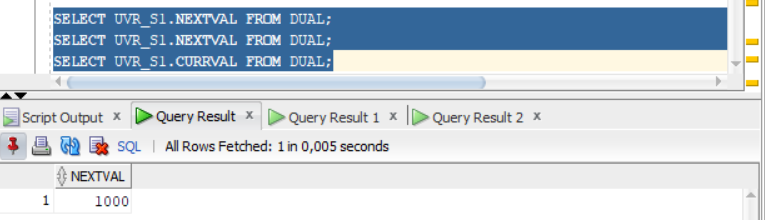 SELECT UVR_S1.NEXTVAL FROM DUAL;
SELECT UVR_S1.NEXTVAL FROM DUAL;
SELECT UVR_S1.CURRVAL FROM DUAL;
Script Output x Query Result x Query Result 1 x Query Result 2 x
SQL | All Rows Fetched: 1 in 0,005 seconds
NEXTVAL
1 1000